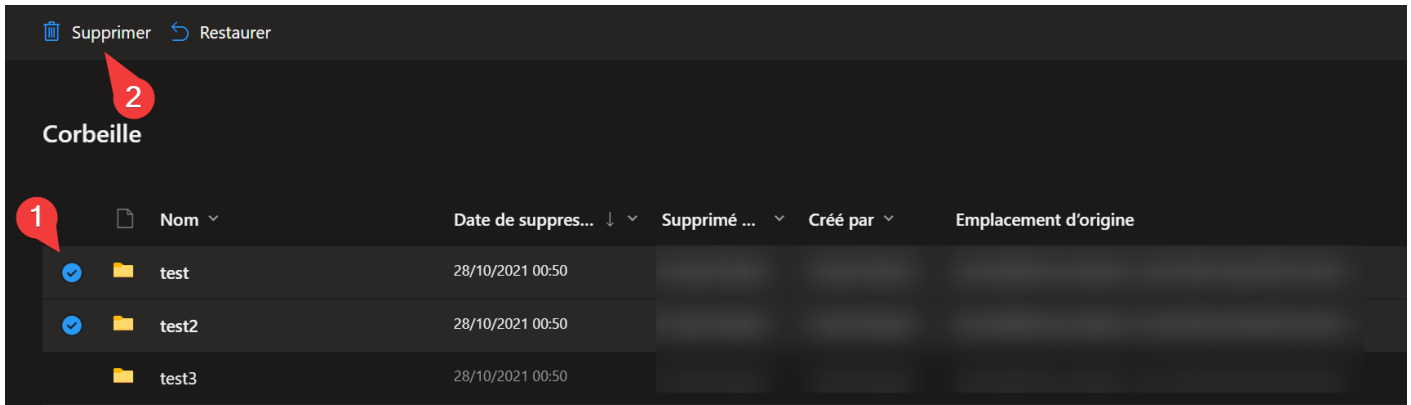 Supprimer Restaurer
2
Corbeille
1
Nom Date de suppres... Supprimé ... Créé par Emplacement d'origine
test 28/10/2021 00:50
test2 28/10/2021 00:50
test3 28/10/2021 00:50